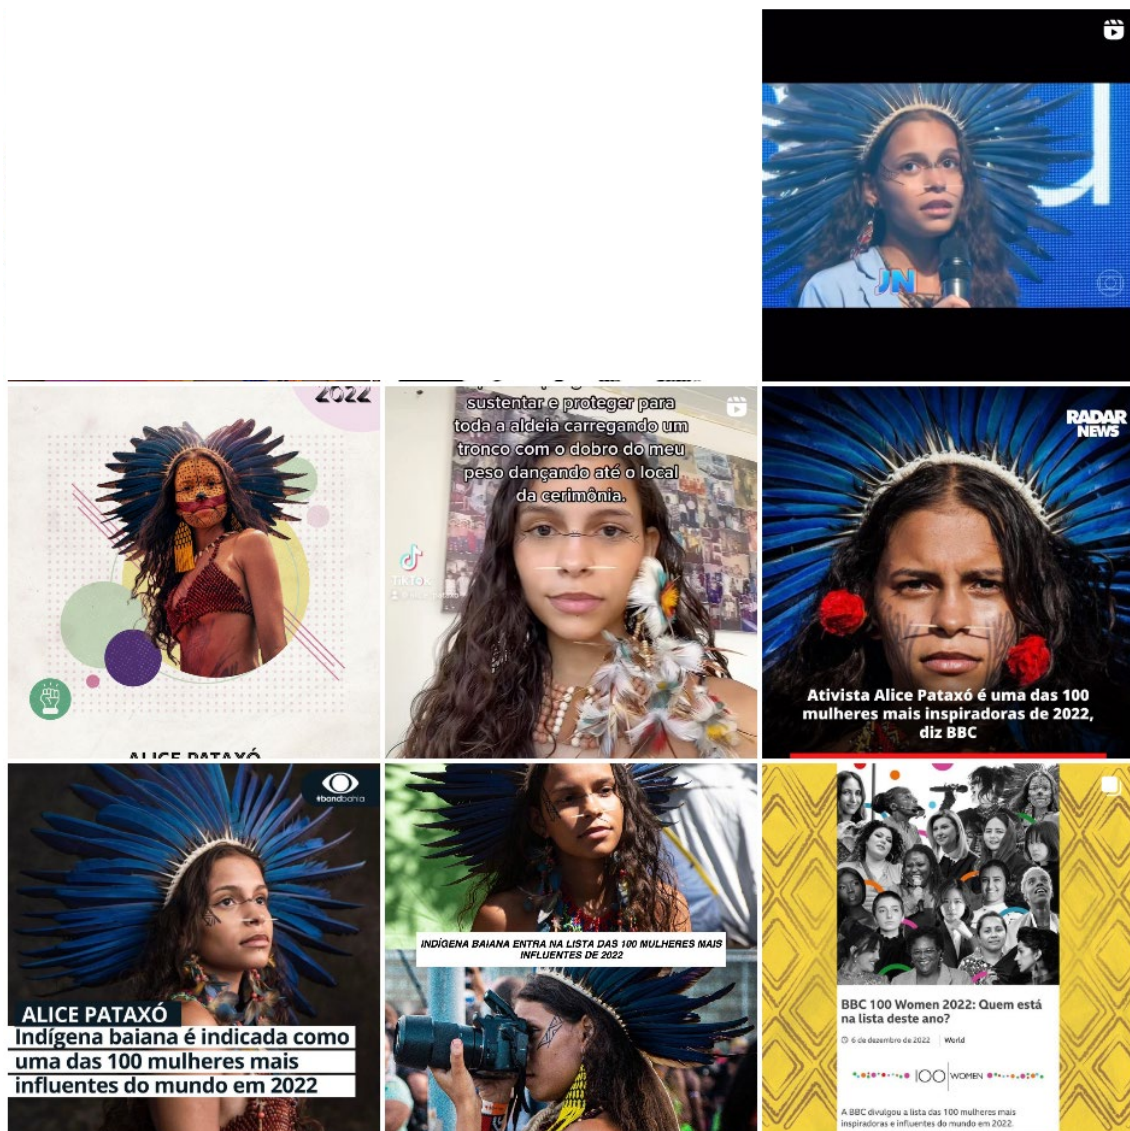 JN
2022
sustentar e proteger para
toda a aldeia carregando um
tronco com o dobro do meu
peso dançando até o local
da cerimônia.
TikTok
RADAR
NEWS
Ativista Alice Pataxó é uma das 100
mulheres mais inspiradoras de 2022,
diz BBC
ALICE PATAXÓ
#bandbahia
ALICE PATAXÓ
Indígena baiana é indicada como
uma das 100 mulheres mais
influentes do mundo em 2022
INDÍGENA BAIANA ENTRA NA LISTA DAS 100 MULHERES MAIS
INFLUENTES DE 2022
BBC 100 Women 2022: Quem está
na lista deste ano?
6 de dezembro de 2022 World
100 WOMEN
A BBC divulgou a lista das 100 mulheres mais
inspiradoras e influentes do mundo em 2022.